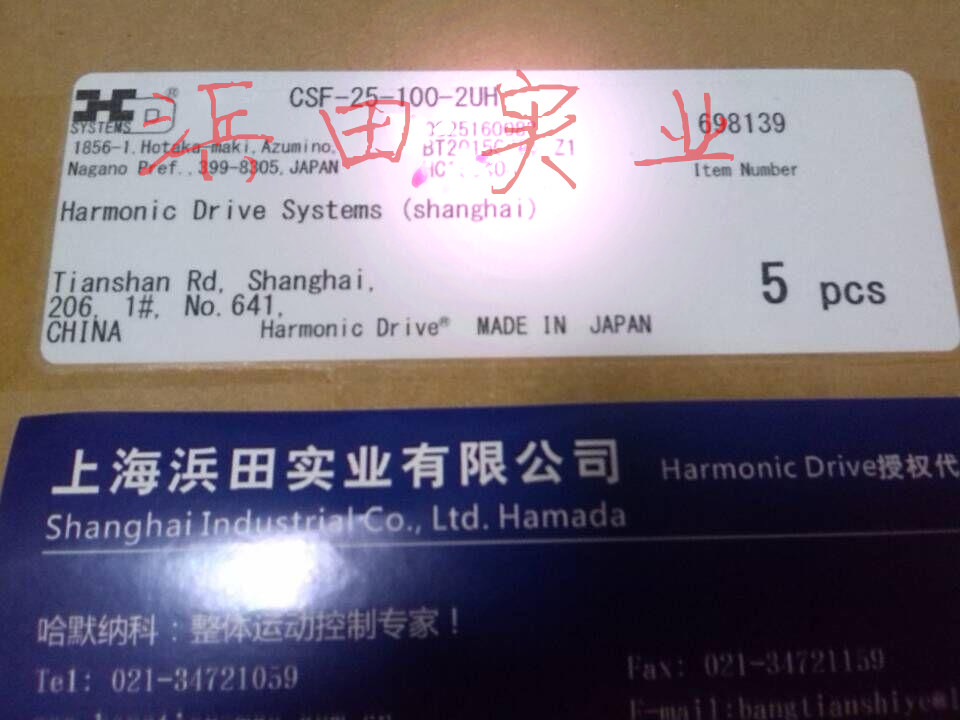 CSF-25-100-2UH
浜田实业
SYSTEMS
1856-1, Hotaka-maki, Azumino,
Nagano Pref., 399-8305, JAPAN
698139
Item Number
Harmonic Drive Systems (shanghai)
Tianshan Rd, Shanghai,
206, 1#, No. 641,
CHINA
5 pcs
Harmonic Drive® MADE IN JAPAN
上海浜田实业有限公司 Harmonic Drive授权代
Shanghai Industrial Co., Ltd. Hamada
哈默纳科：整体运动控制专家！
Tel: 021-34721059 Fax: 021-34721159
E-mail:bangtianshiye